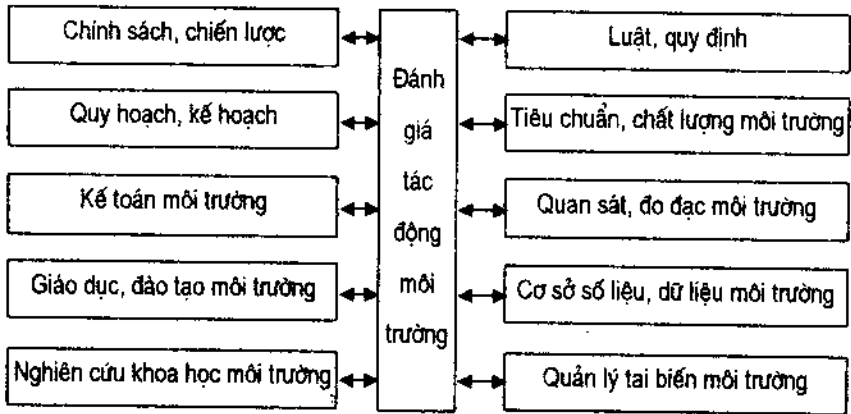 Chính sách, chiến lược
Quy hoạch, kế hoạch
Kế toán môi trường
Giáo dục, đào tạo môi trường
Nghiên cứu khoa học môi trường
Đánh
giá
tác
động
môi
trường
Luật, quy định
Tiêu chuẩn, chất lượng môi trường
Quan sát, đo đạc môi trường
Cơ sở số liệu, dữ liệu môi trường
Quản lý tai biến môi trường